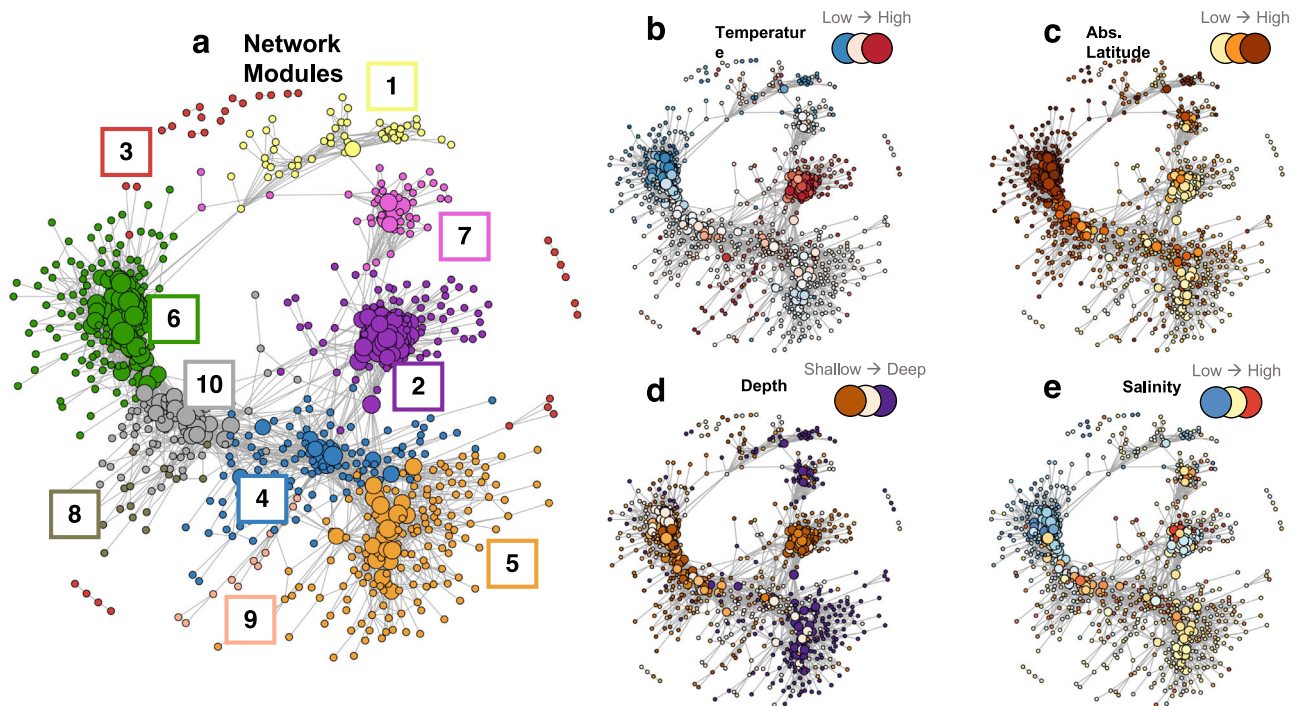 a Network
Modules
1
3
7
6
10
2
4
8
5
9
b Temperatur
e
Low → High
c Abs.
Latitude
Low → High
d Depth
Shallow → Deep
e Salinity
Low → High